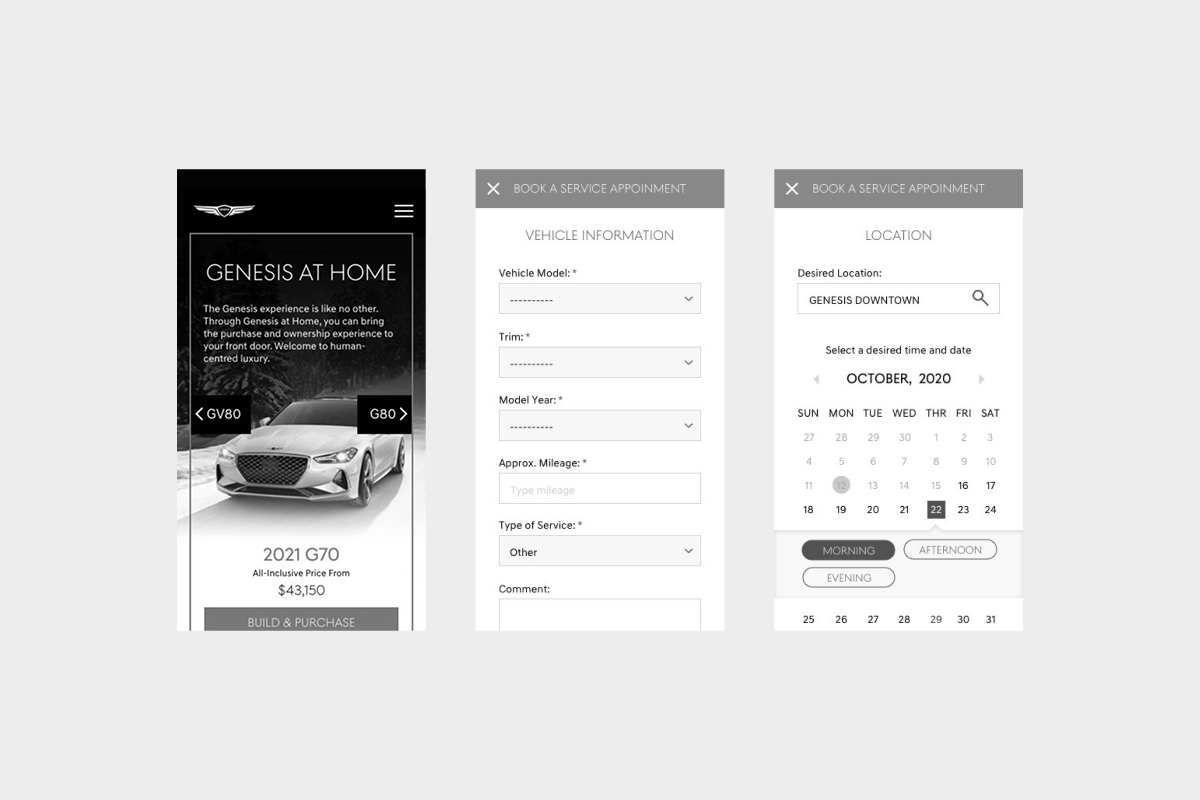 GENESIS AT HOME
The Genesis experience is like no other.
Through Genesis at Home, you can bring
the purchase and ownership experience to
your front door. Welcome to human-
centred luxury.
GV80
G80
2021 G70
All-Inclusive Price From
$43,150
BUILD & PURCHASE
BOOK A SERVICE APPOINMENT
VEHICLE INFORMATION
Vehicle Model: *
----------
Trim: *
----------
Model Year: *
----------
Approx. Mileage: *
Type mileage
Type of Service: *
Other
Comment:
BOOK A SERVICE APPOINMENT
LOCATION
Desired Location:
GENESIS DOWNTOWN
Select a desired time and date
OCTOBER, 2020
SUN MON TUE WED THR FRI SAT
27 28 29 30 1 2 3
4 5 6 7 8 9 10
11 12 13 14 15 16 17
18 19 20 21 22 23 24
MORNING AFTERNOON
EVENING
25 26 27 28 29 30 31